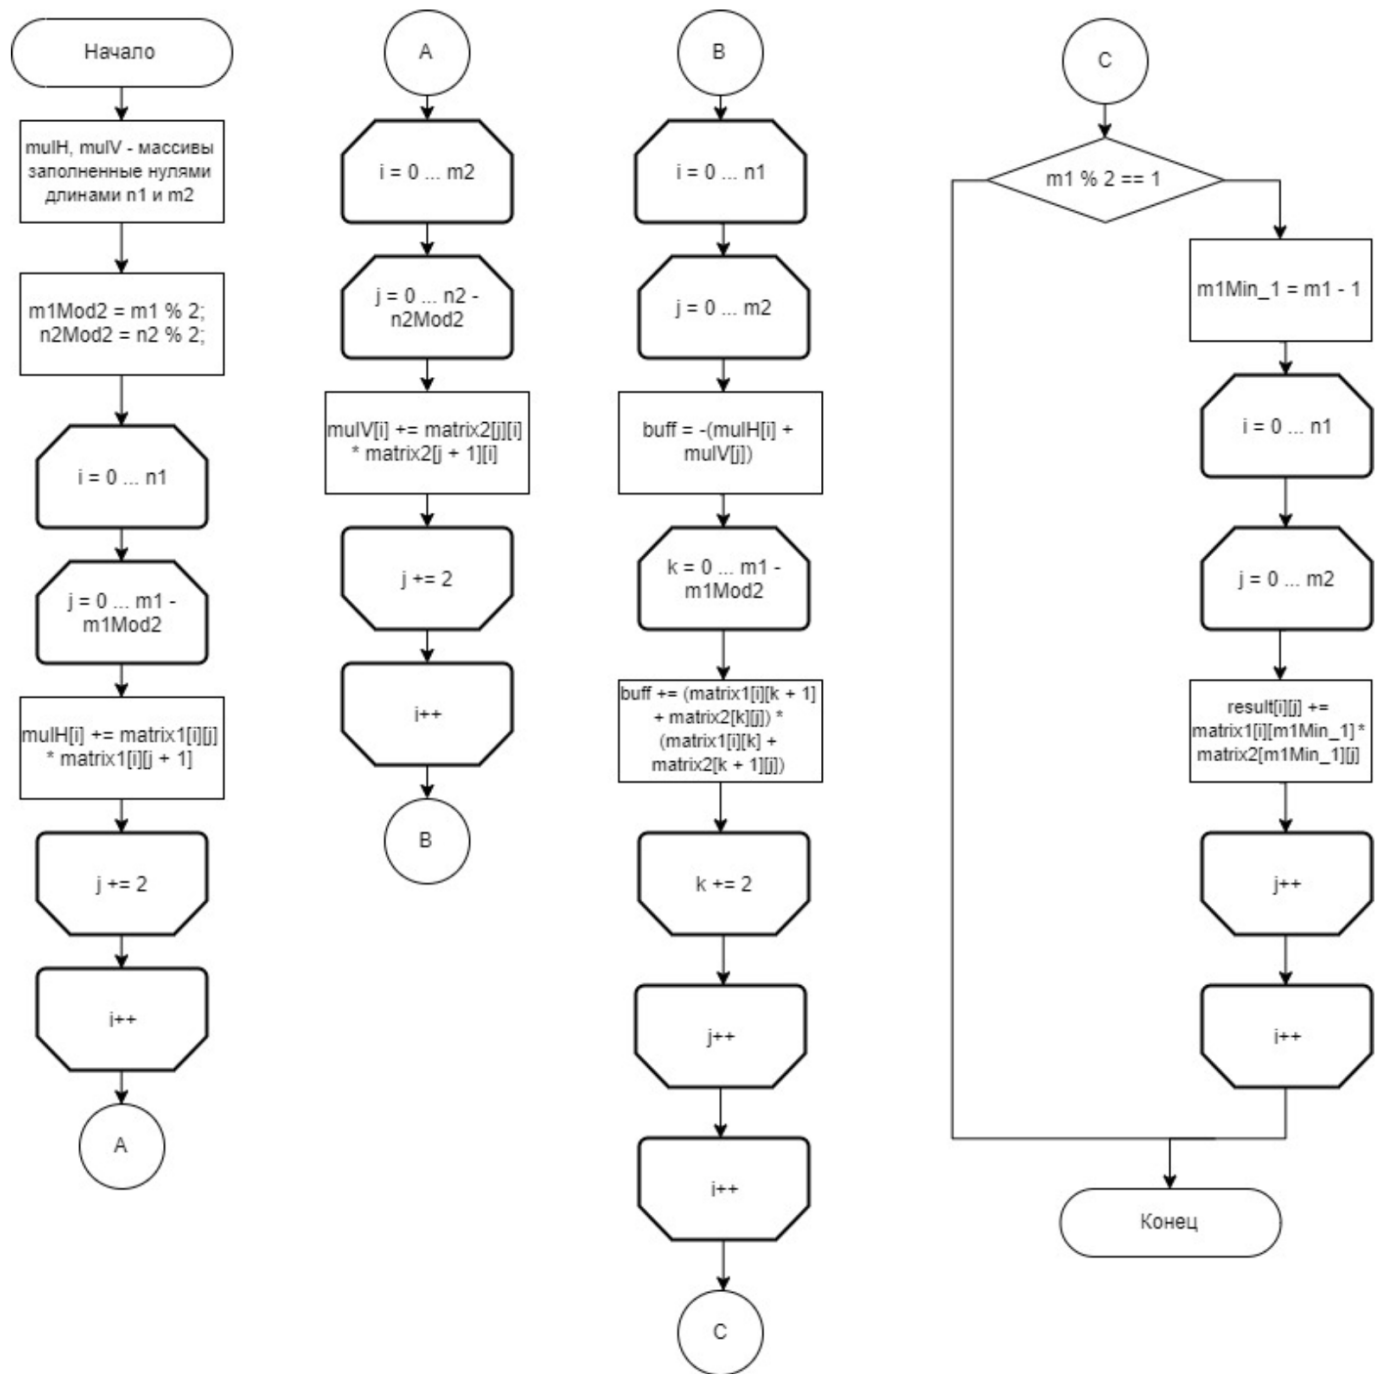 Начало
mulH, mulV - массивы
заполненные нулями
длинами n1 и m2
m1Mod2 = m1 % 2;
n2Mod2 = n2 % 2;
i = 0 ... n1
j = 0 ... m1 -
m1Mod2
mulH[i] += matrix1[i][j]
* matrix1[i][j + 1]
j += 2
i++
A
A
i = 0 ... m2
j = 0 ... n2 -
n2Mod2
mulV[i] += matrix2[j][i]
* matrix2[j + 1][i]
j += 2
i++
B
B
i = 0 ... n1
j = 0 ... m2
buff = -(mulH[i] +
mulV[j])
k = 0 ... m1 -
m1Mod2
buff += (matrix1[i][k + 1]
+ matrix2[k][j]) *
(matrix1[i][k] +
matrix2[k + 1][j])
k += 2
j++
i++
C
C
m1 % 2 == 1
m1Min_1 = m1 - 1
i = 0 ... n1
j = 0 ... m2
result[i][j] +=
matrix1[i][m1Min_1] *
matrix2[m1Min_1][j]
j++
i++
Конец